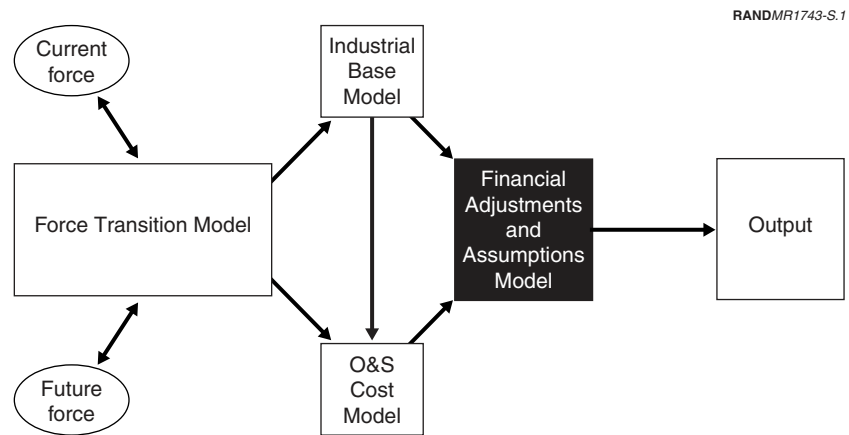 RANDMR1743-S.1
Current
force
Industrial
Base
Model
Force Transition Model
Financial
Adjustments
and
Assumptions
Model
Output
Future
force
O&S
Cost
Model